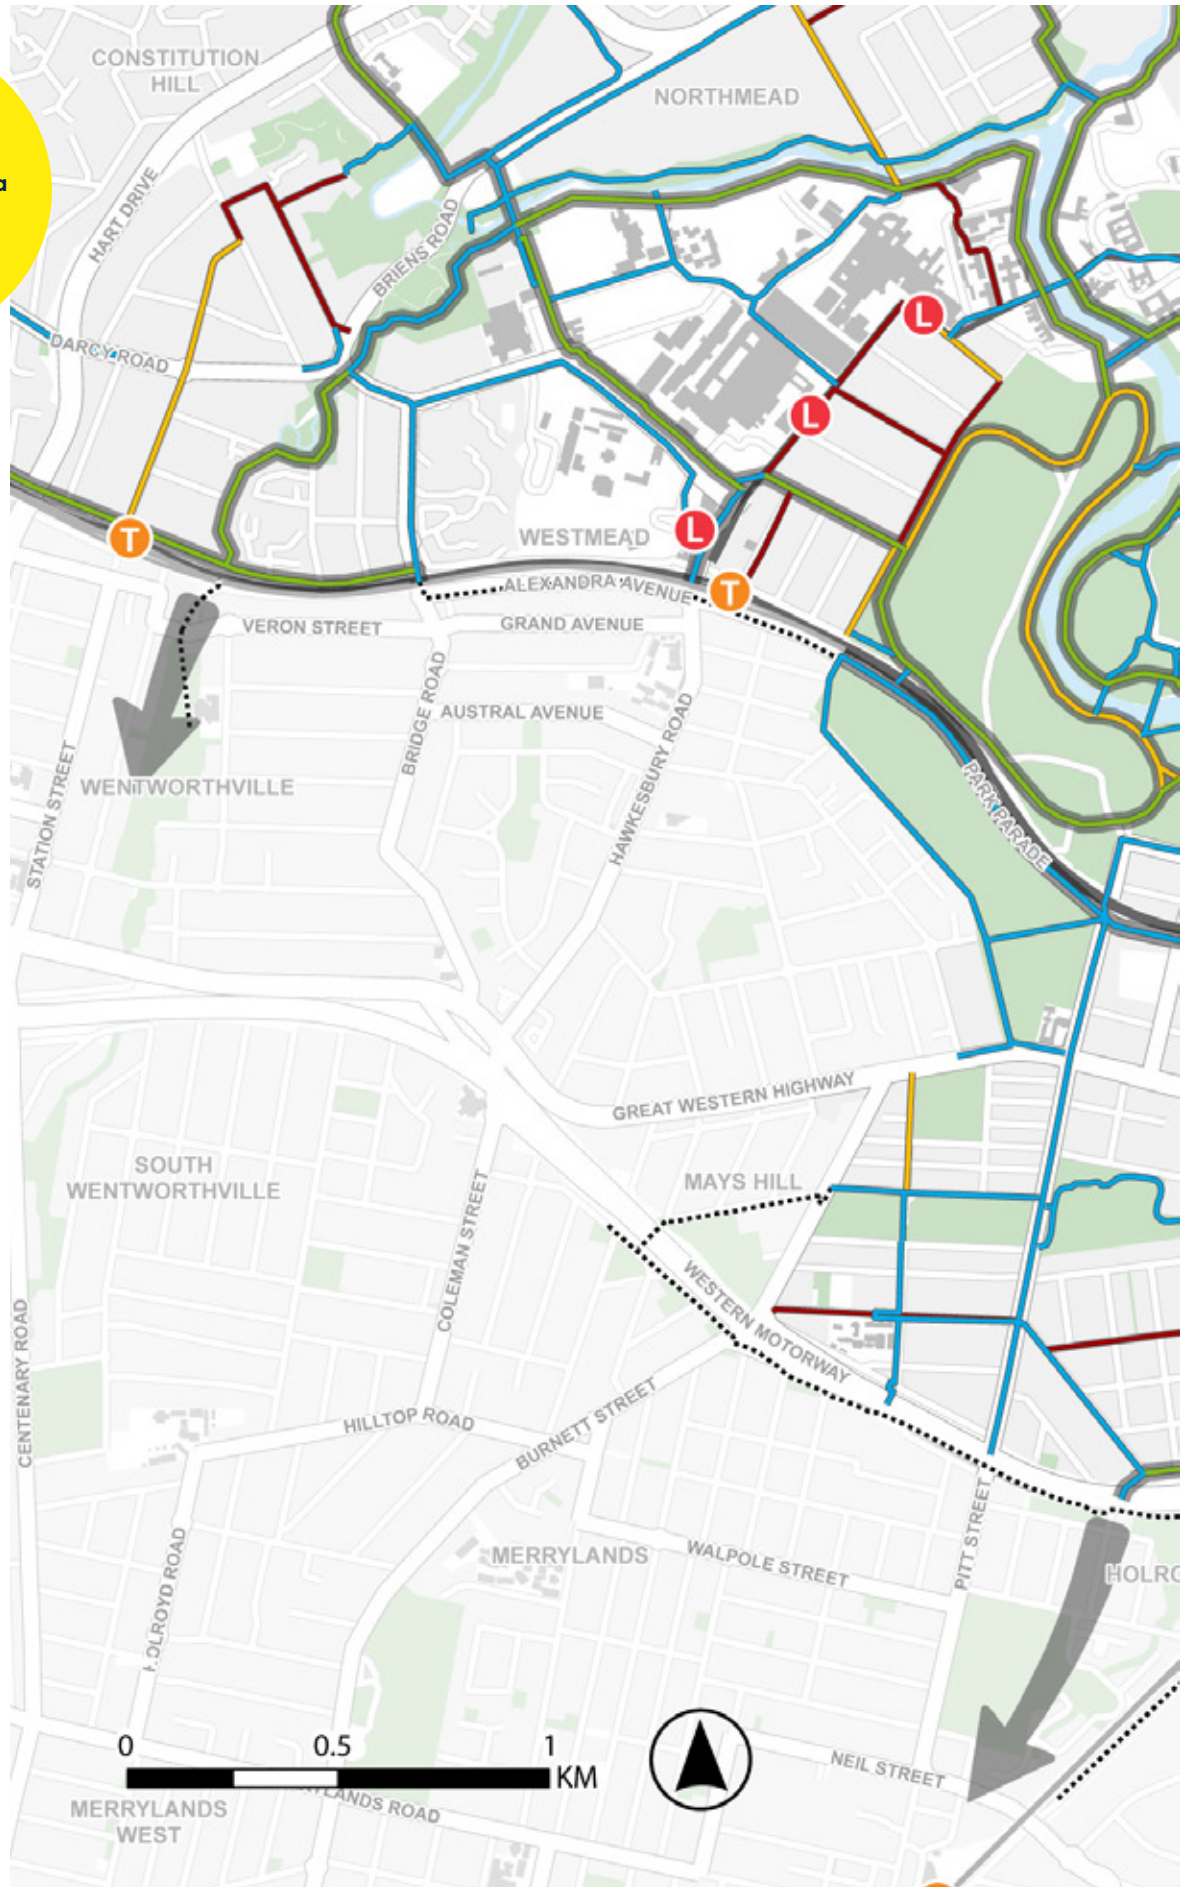 CONSTITUTION
HILL
NORTHMEAD
a
HART DRIVE
BRIENS ROAD
DARCY ROAD
L
L
L
T
WESTMEAD
T
ALEXANDRA AVENUE
VERON STREET
GRAND AVENUE
BRIDGE ROAD
AUSTRAL AVENUE
HAWKESBURY ROAD
STATION STREET
WENTWORTHVILLE
PARK PARADE
GREAT WESTERN HIGHWAY
SOUTH
WENTWORTHVILLE
MAYS HILL
COLEMAN STREET
WESTERN MOTORWAY
CENTENARY ROAD
HILLTOP ROAD
BURNETT STREET
PITT STREET
MERRYLANDS
WALPOLE STREET
HOLRO
HOLROYD ROAD
0 0.5 1
KM
NEIL STREET
YLANDS ROAD
MERRYLANDS
WEST